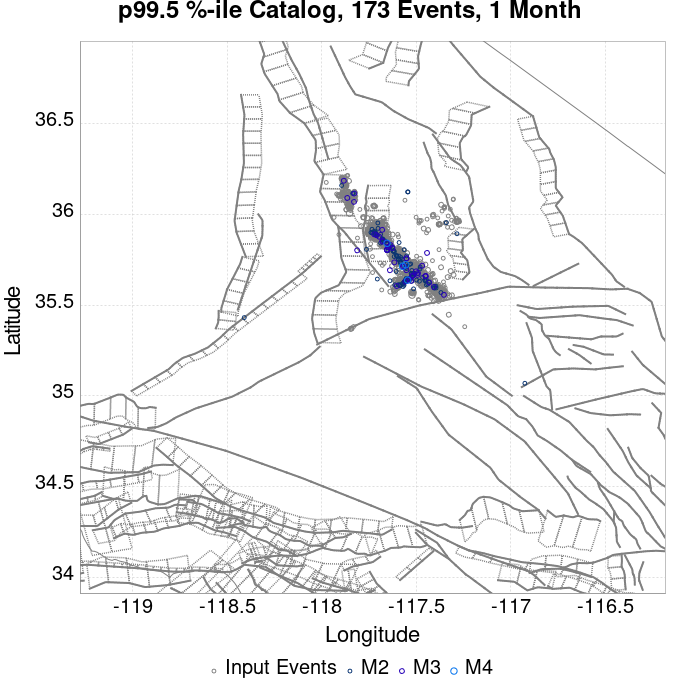 p99.5 %-ile Catalog, 173 Events, 1 Month
36.5
36
35.5
35
34.5
34
Latitude
-119
-118.5
-118
-117.5
-117
-116.5
Longitude
Input Events
M2
M3
M4